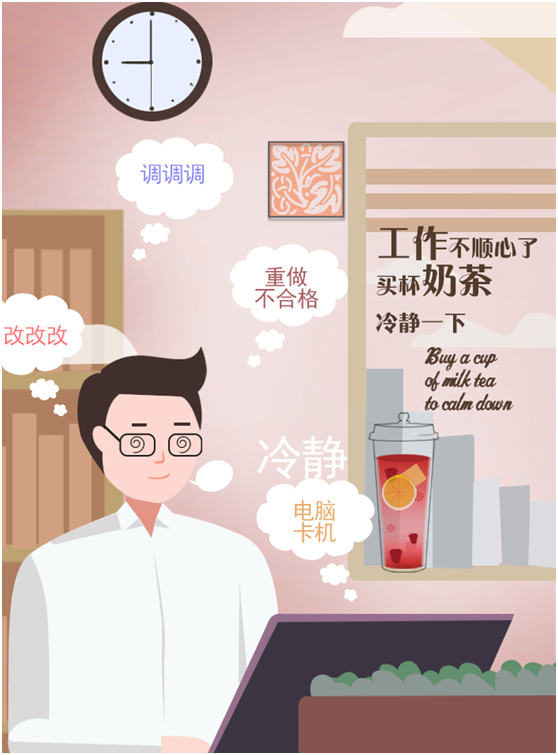 调调调
重做
不合格
改改改
工作不顺心了
买杯奶茶
冷静一下
Buy a cup
of milk tea
to calm down
冷静
电脑
卡机